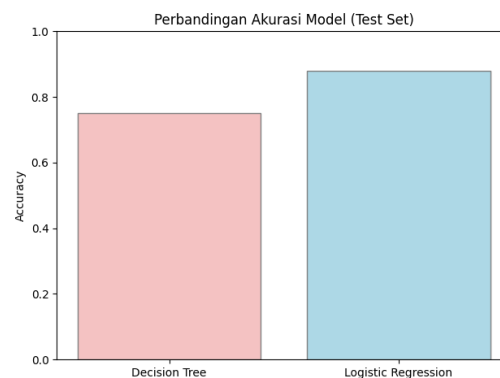 Perbandingan Akurasi Model (Test Set)
1.0
0.8
0.6
0.4
0.2
0.0
Accuracy
Decision Tree
Logistic Regression